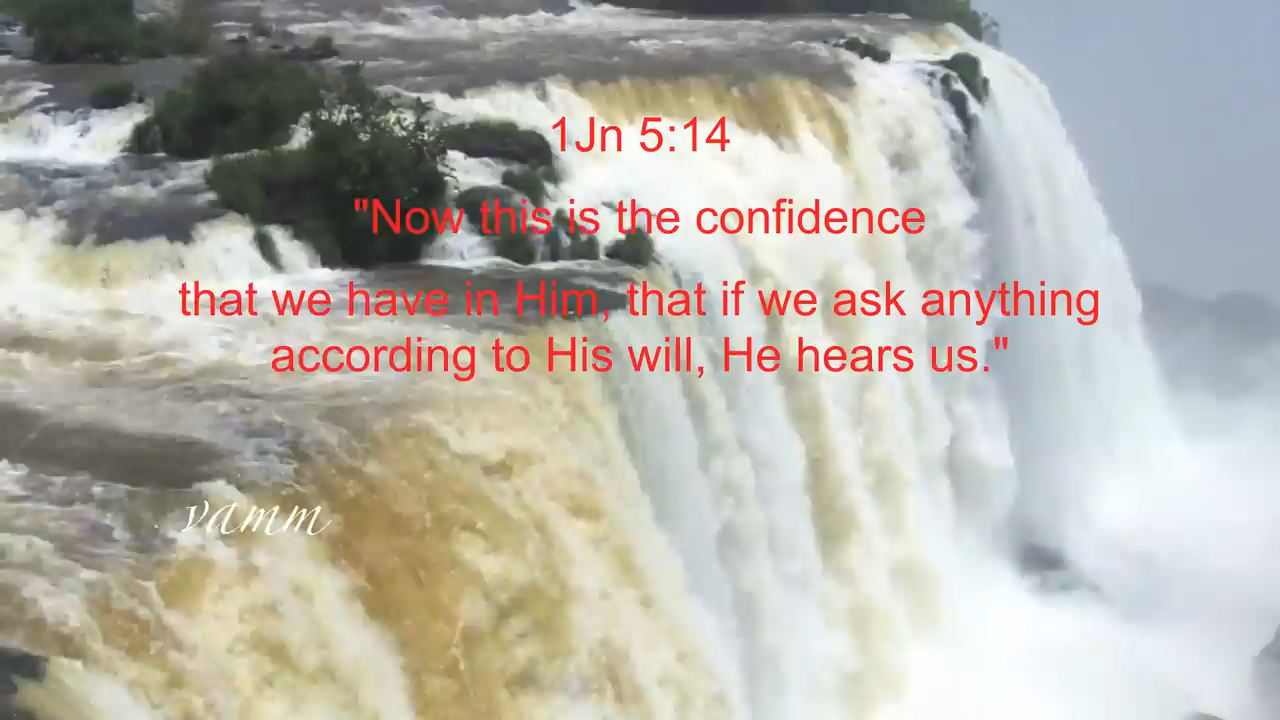 1Jn 5:14
"Now this is the confidence
that we have in Him, that if we ask anything
according to His will, He hears us."
vamm